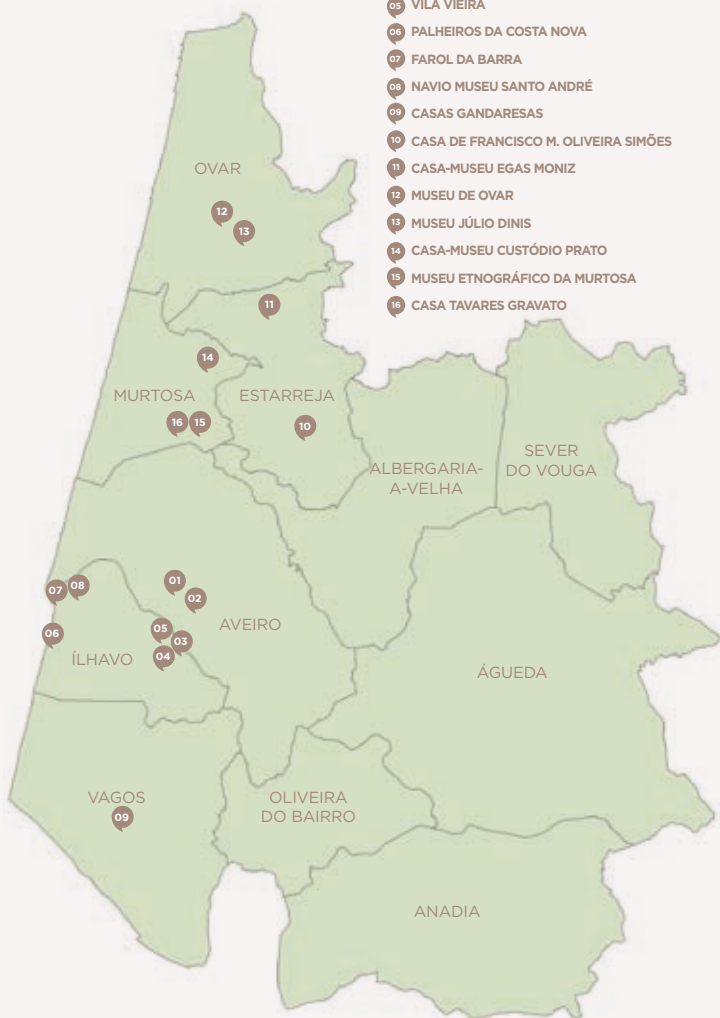 05 VILA VIEIRA
06 PALHEIROS DA COSTA NOVA
07 FAROL DA BARRA
08 NAVIO MUSEU SANTO ANDRÉ
09 CASAS GANDARESAS
10 CASA DE FRANCISCO M. OLIVEIRA SIMÕES
11 CASA-MUSEU EGAS MONIZ
12 MUSEU DE OVAR
13 MUSEU JÚLIO DINIS
14 CASA-MUSEU CUSTÓDIO PRATO
15 MUSEU ETNOGRÁFICO DA MURTOSA
16 CASA TAVARES GRAVATO
OVAR
12
13
11
14
MURTOSA
ESTARREJA
16
15
10
ALBERGARIA-
A-VELHA
SEVER
DO VOUGA
01
02
07
08
05
03
04
06
AVEIRO
ÍLHAVO
ÁGUEDA
VAGOS
09
OLIVEIRA
DO BAIRRO
ANADIA